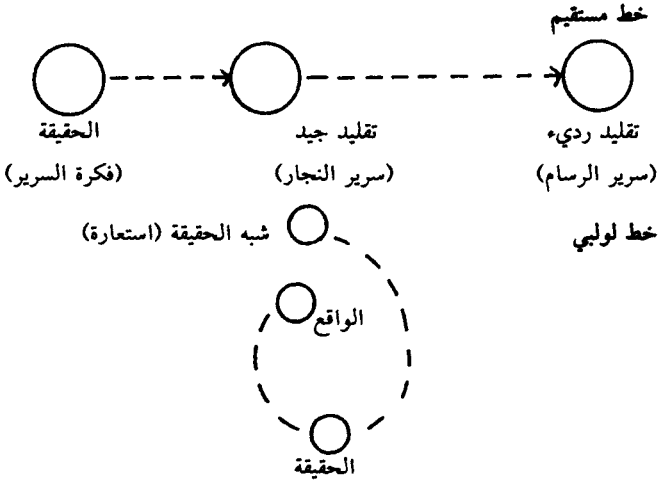 خط مستقيم
الحقيقة تقليد جيد تقليد رديء
(فكرة السرير) (سرير النجار) (سرير الرسام)
خط لولبي
شبه الحقيقة (استعارة)
الواقع
الحقيقة